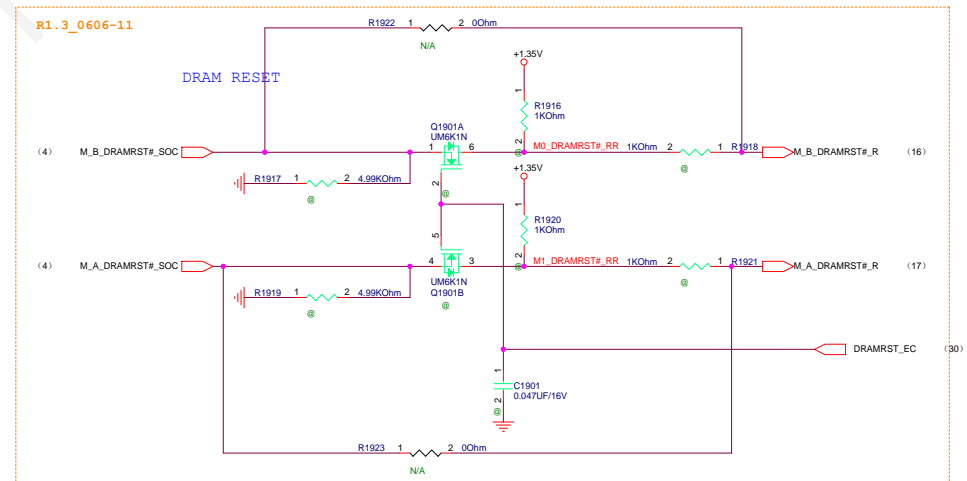 R1.3_0606-11
R1922 1 2 0Ohm
N/A
DRAM RESET
+1.35V
1
R1916
1KOhm
2
@
Q1901A
UM6K1N
(4) M_B_DRAMRST#_SOC 1 6 M0_DRAMRST#_RR 1KOhm 2 1 R1918 M_B_DRAMRST#_R (16)
@
2
@
R1917 1 2 4.99KOhm
@
+1.35V
1
R1920
1KOhm
2
@
5
(4) M_A_DRAMRST#_SOC 4 3 M1_DRAMRST#_RR 1KOhm 2 1 R1921 M_A_DRAMRST#_R (17)
@
UM6K1N
Q1901B
@
R1919 1 2 4.99KOhm
@
DRAMRST_EC (30)
1
C1901
0.047UF/16V
2
@
R1923 1 2 0Ohm
N/A